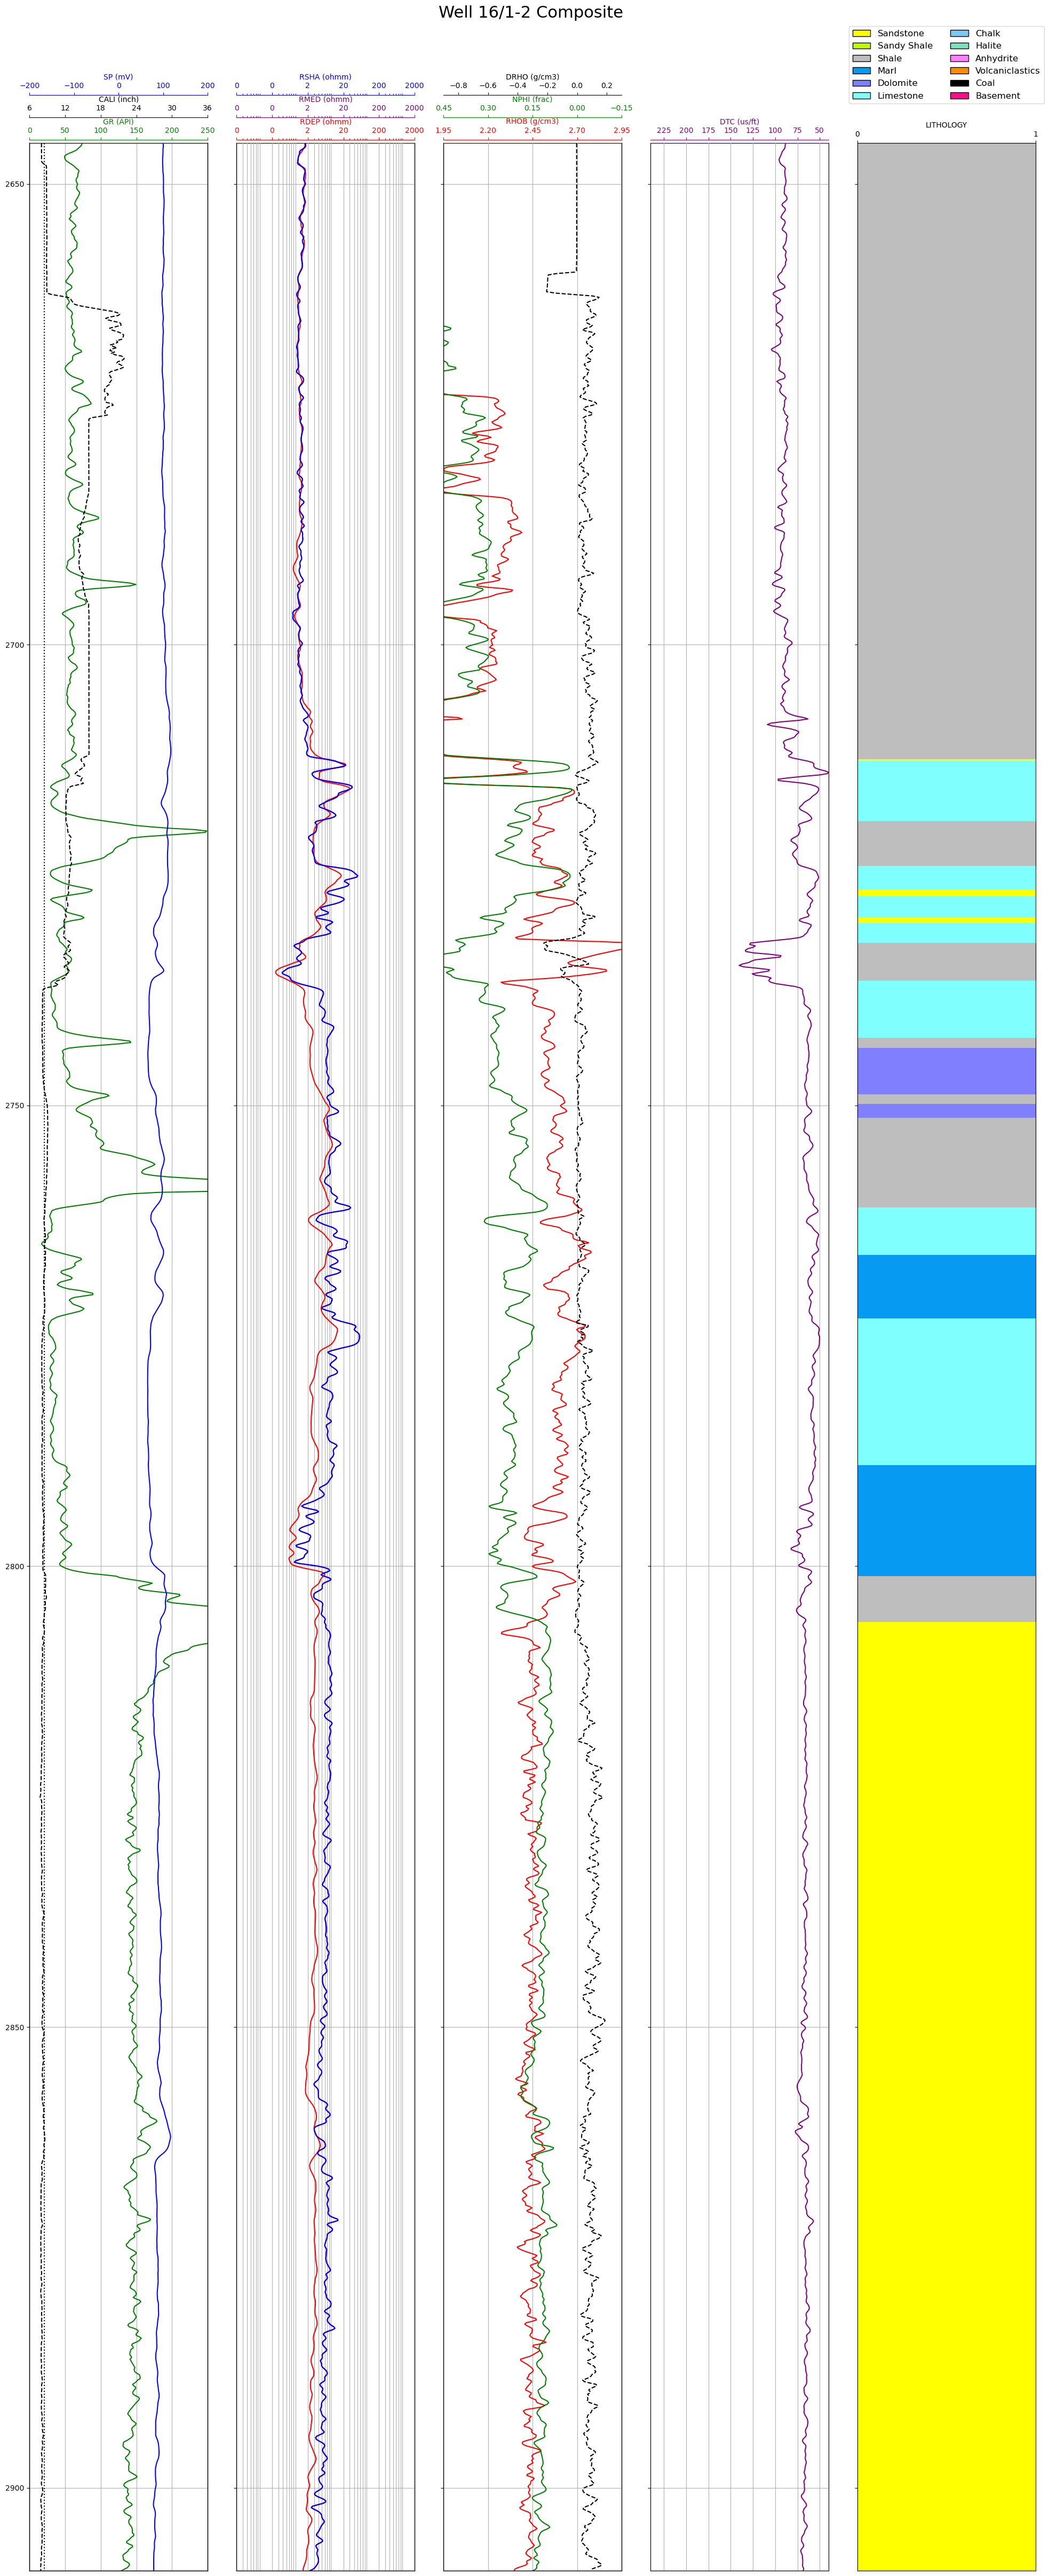 Well 16/1-2 Composite
Sandstone Chalk
Sandy Shale Halite
Shale Anhydrite
Marl Volcaniclastics
Dolomite Coal
Limestone Basement
SP (mV) RSHA (ohmm) DRHO (g/cm3)
−200 −100 0 100 200 0 0 2 20 200 2000 −0.8 −0.6 −0.4 −0.2 0.0 0.2
CALI (inch) RMED (ohmm) NPHI (frac)
6 12 18 24 30 36 0 0 2 20 200 2000 0.45 0.30 0.15 0.00 −0.15
GR (API) RDEP (ohmm) RHOB (g/cm3) DTC (us/ft) LITHOLOGY
0 50 100 150 200 250 0 0 2 20 200 2000 1.95 2.20 2.45 2.70 2.95 225 200 175 150 125 100 75 50 0 1
2650
2700
2750
2800
2850
2900